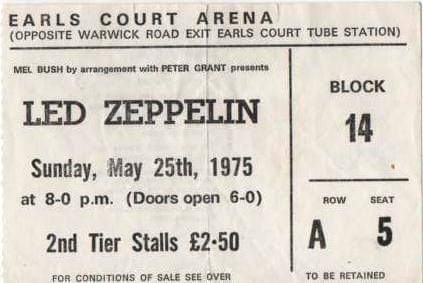 EARLS COURT ARENA
(OPPOSITE WARWICK ROAD EXIT EARLS COURT TUBE STATION)
MEL BUSH by arrangement with PETER GRANT presents
LED ZEPPELIN
Sunday, May 25th, 1975
at 8-0 p.m. (Doors open 6-0)
2nd Tier Stalls £2·50
FOR CONDITIONS OF SALE SEE OVER
BLOCK
14
ROW SEAT
A 5
TO BE RETAINED